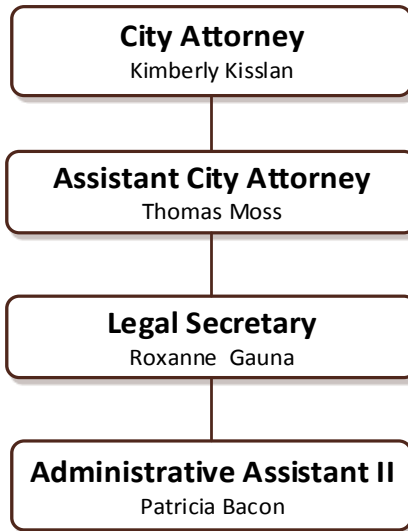 City Attorney
Kimberly Kisslan
Assistant City Attorney
Thomas Moss
Legal Secretary
Roxanne  Gauna
Administrative Assistant II
Patricia Bacon